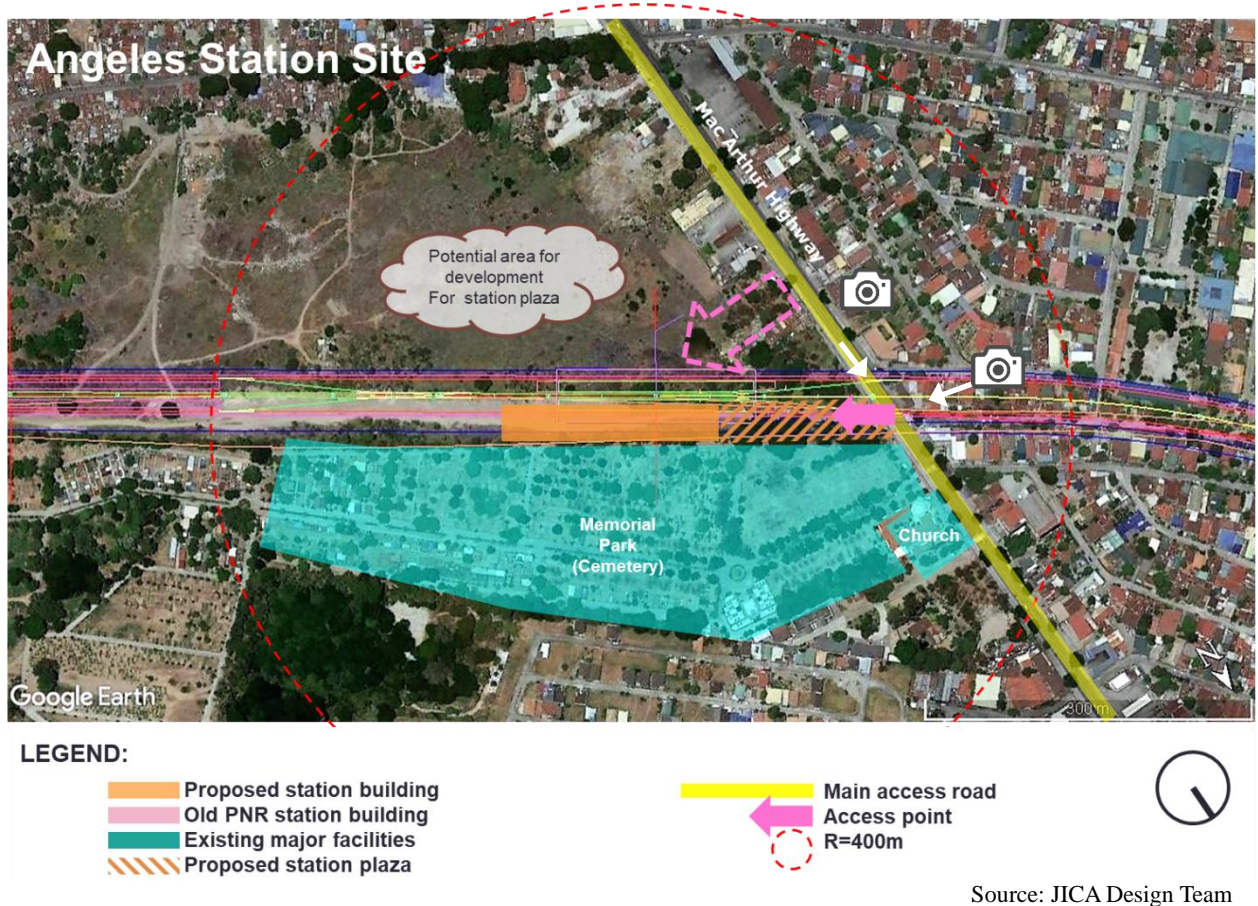 Angeles Station Site
Mac Arthur Highway
Potential area for
development
For station plaza
Memorial
Park
(Cemetery)
Church
N
Google Earth
300 m
LEGEND:
Proposed station building
Old PNR station building
Existing major facilities
Proposed station plaza
Main access road
Access point
R=400m
Source: JICA Design Team